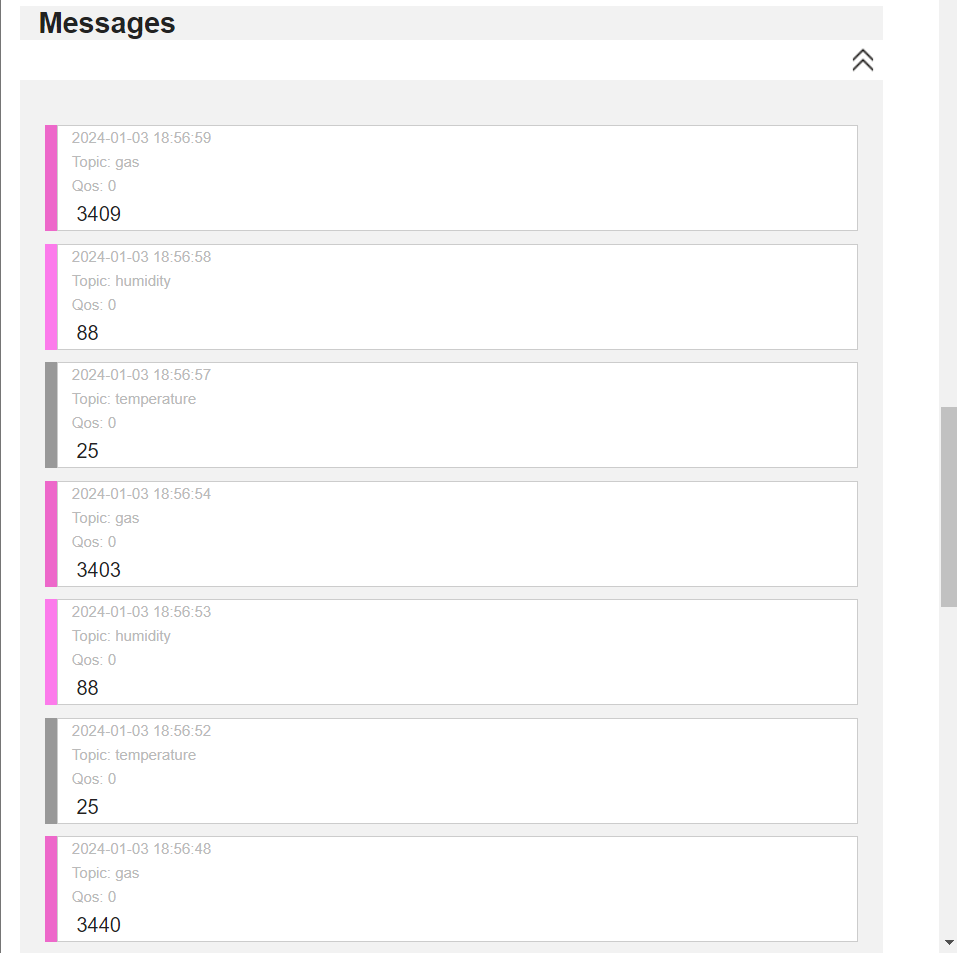 Messages
2024-01-03 18:56:59
Topic: gas
Qos: 0
3409
2024-01-03 18:56:58
Topic: humidity
Qos: 0
88
2024-01-03 18:56:57
Topic: temperature
Qos: 0
25
2024-01-03 18:56:54
Topic: gas
Qos: 0
3403
2024-01-03 18:56:53
Topic: humidity
Qos: 0
88
2024-01-03 18:56:52
Topic: temperature
Qos: 0
25
2024-01-03 18:56:48
Topic: gas
Qos: 0
3440